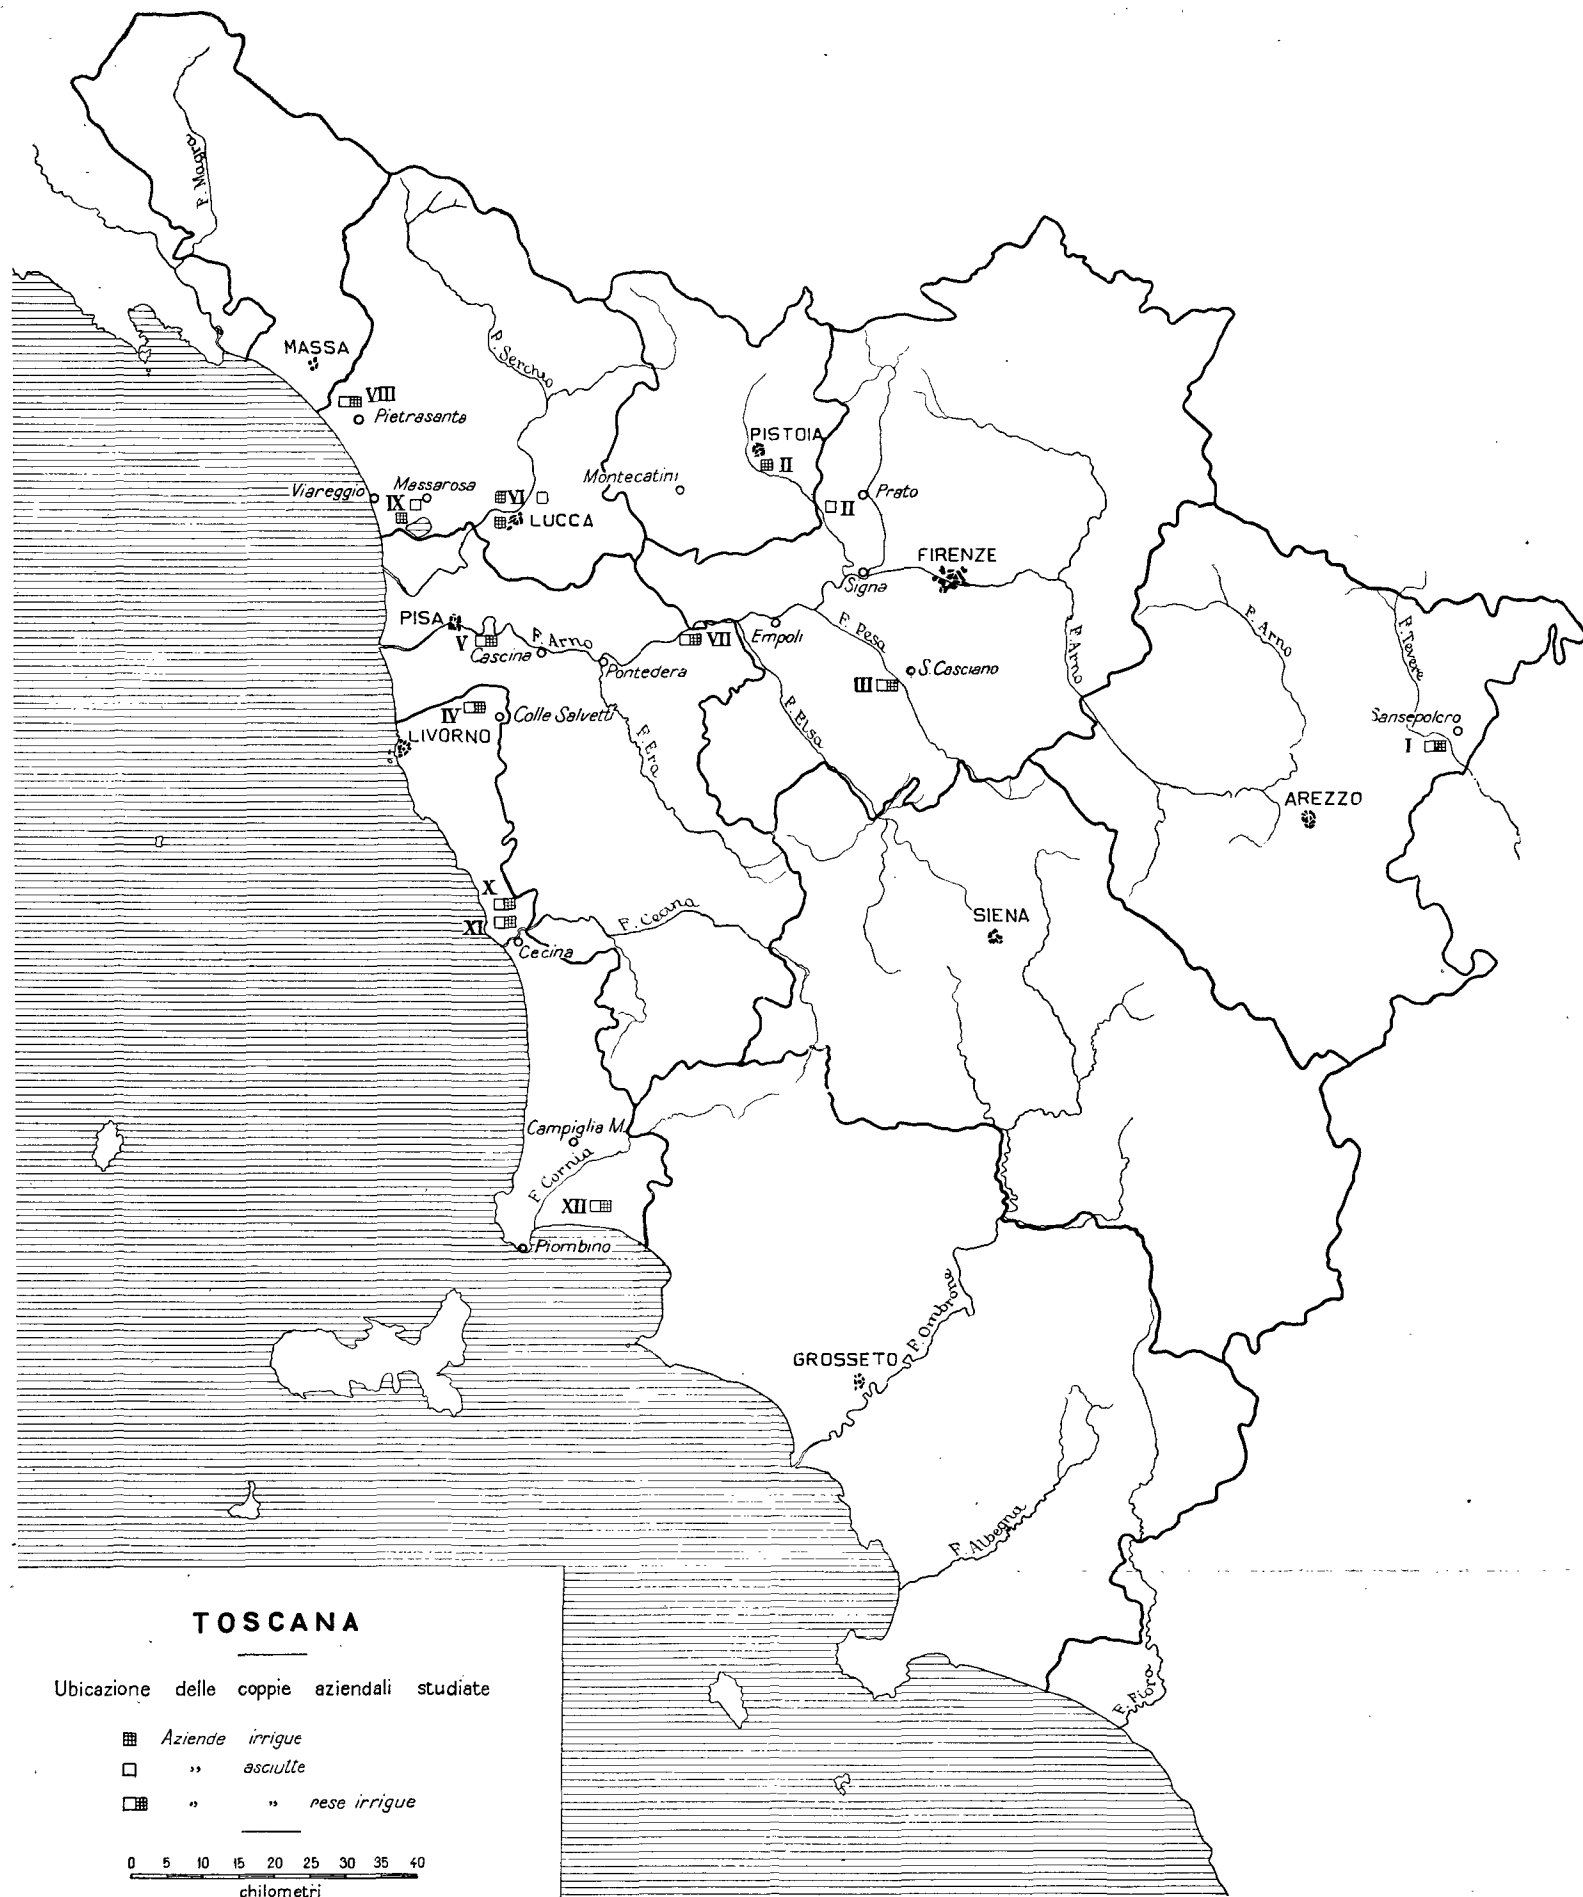 F. Magra
MASSA
F. Serchio
VIII
Pietrasanta
PISTOIA
II
Montecatini
Viareggio
Massarosa
IX
VI
LUCCA
II
Prato
FIRENZE
Signa
PISA
V
Cascina
F. Arno
VII
Empoli
F. Pesa
F. Arno
F. Arno
F. Tevere
Pontedera
III
S. Casciano
IV
Colle Salvetti
LIVORNO
F. Era
F. Elsa
Sansepolcro
I
AREZZO
X
XI
F. Cecina
Cecina
SIENA
Campiglia M.
F. Cornia
XII
Piombino
F. Ombrone
GROSSETO
F. Albegna
F. Fiora
TOSCANA
Ubicazione delle coppie aziendali studiate
Aziende irrigue
" asciutte
" " rese irrigue
0 5 10 15 20 25 30 35 40
chilometri